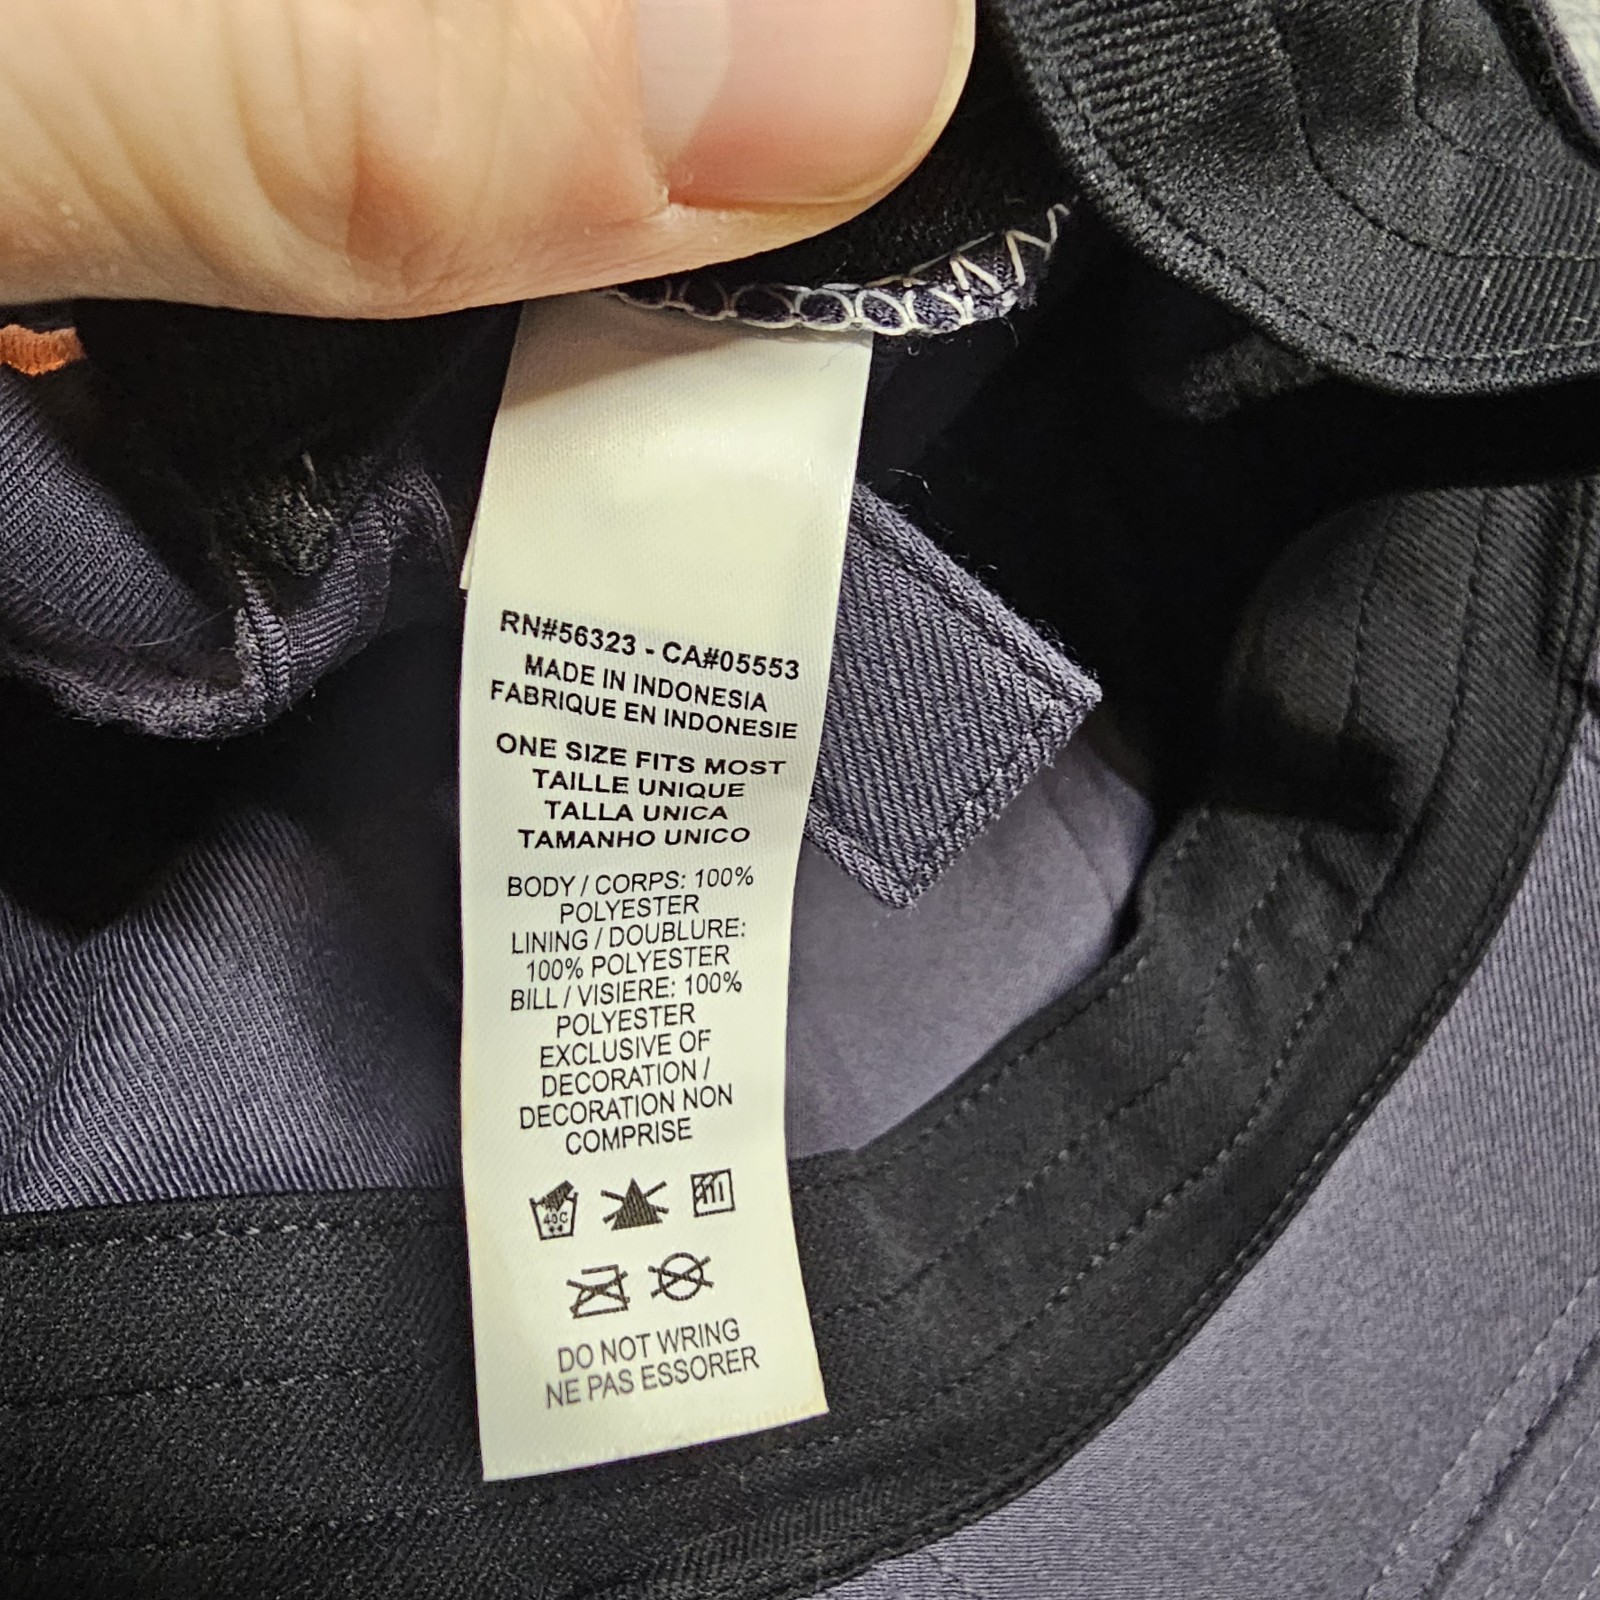 RN#56323 - CA#05553
MADE IN INDONESIA
FABRIQUE EN INDONESIE
ONE SIZE FITS MOST
TAILLE UNIQUE
TALLA UNICA
TAMANHO UNICO
BODY / CORPS: 100%
POLYESTER
LINING / DOUBLURE:
100% POLYESTER
BILL / VISIERE: 100%
POLYESTER
EXCLUSIVE OF
DECORATION /
DECORATION NON
COMPRISE
40C
DO NOT WRING
NE PAS ESSORER